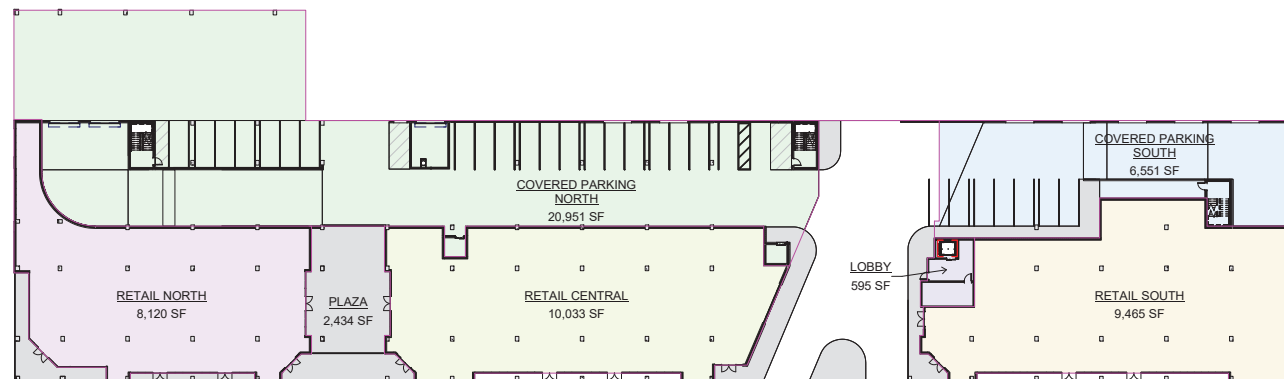 COVERED PARKING
SOUTH
6,551 SF
COVERED PARKING
NORTH
20,951 SF
LOBBY
595 SF
RETAIL NORTH
8,120 SF
PLAZA
2,434 SF
RETAIL CENTRAL
10,033 SF
RETAIL SOUTH
9,465 SF